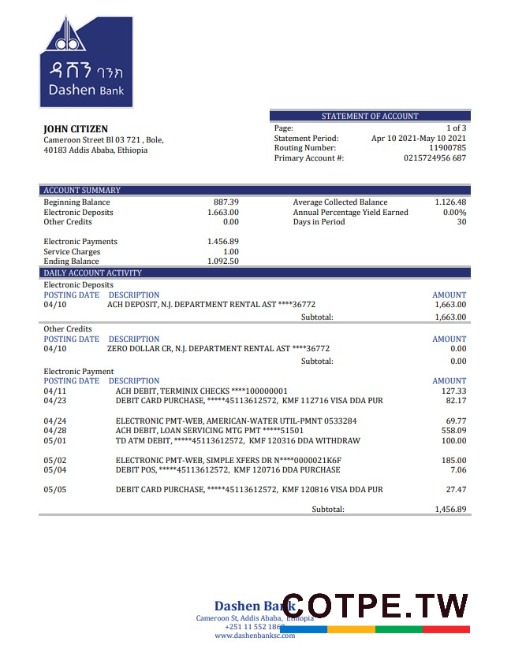 ዳሸን ባንክ
Dashen Bank
STATEMENT OF ACCOUNT
JOHN CITIZEN
Cameroon Street Bl 03 721 , Bole,
40183 Addis Ababa, Ethiopia
Page: 1 of 3
Statement Period: Apr 10 2021-May 10 2021
Routing Number: 11900785
Primary Account #: 0215724956 687
ACCOUNT SUMMARY
Beginning Balance 887.39 Average Collected Balance 1.126.48
Electronic Deposits 1.663.00 Annual Percentage Yield Earned 0.00%
Other Credits 0.00 Days in Period 30
Electronic Payments 1.456.89
Service Charges 1.00
Ending Balance 1.092.50
DAILY ACCOUNT ACTIVITY
Electronic Deposits
POSTING DATE DESCRIPTION AMOUNT
04/10 ACH DEPOSIT, N.J. DEPARTMENT RENTAL AST ****36772 1,663.00
Subtotal: 1,663.00
Other Credits
POSTING DATE DESCRIPTION AMOUNT
04/10 ZERO DOLLAR CR, N.J. DEPARTMENT RENTAL AST ****36772 0.00
Subtotal: 0.00
Electronic Payment
POSTING DATE DESCRIPTION AMOUNT
04/11 ACH DEBIT, TERMINIX CHECKS ****100000001 127.33
04/23 DEBIT CARD PURCHASE, *****45113612572, KMF 112716 VISA DDA PUR 82.17
04/24 ELECTRONIC PMT-WEB, AMERICAN-WATER UTIL-PMNT 0533284 69.77
04/28 ACH DEBIT, LOAN SERVICING MTG PMT *****51501 558.09
05/01 TD ATM DEBIT, *****45113612572, KMF 120316 DDA WITHDRAW 100.00
05/02 ELECTRONIC PMT-WEB, SIMPLE XFERS DR N****0000021K6F 185.00
05/04 DEBIT POS, *****45113612572, KMF 120716 DDA PURCHASE 7.06
05/05 DEBIT CARD PURCHASE, *****45113612572, KMF 120816 VISA DDA PUR 27.47
Subtotal: 1,456.89
Dashen Bank
COTPE.TW
Cameroon St, Addis Ababa, Ethiopia
+251 11 552 186
www.dashenbanksc.com